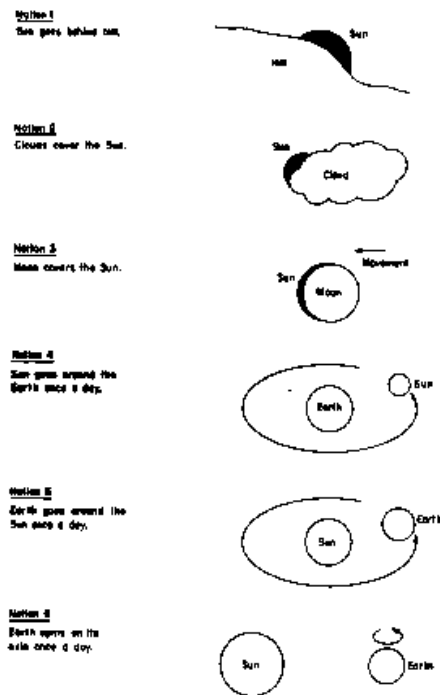 Notion 1
Sun goes behind hill.
Sun
Hill
Notion 2
Clouds cover the Sun.
Sun
Cloud
Notion 3
Moon covers the Sun.
Movement
Sun
Moon
Notion 4
Sun goes around the
Earth once a day.
Sun
Earth
Notion 5
Earth goes around the
Sun once a day.
Earth
Sun
Notion 6
Earth spins on its
axis once a day.
Sun
Earth